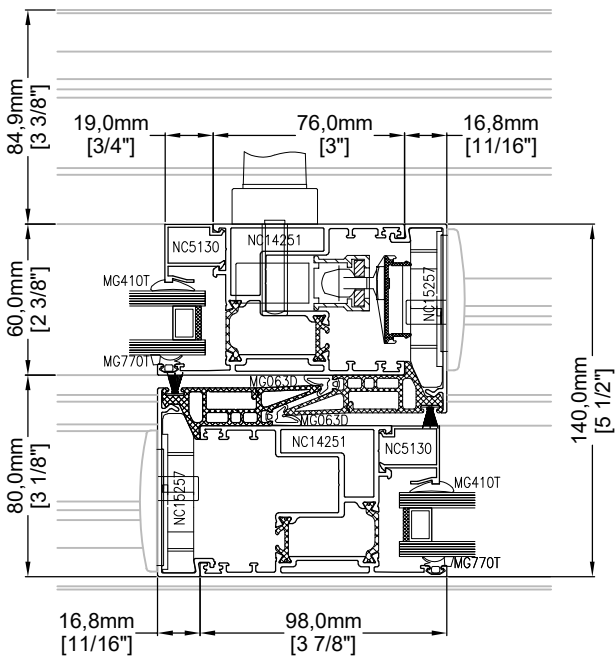 84,9mm
[3 3/8"]
19,0mm
[3/4"]
76,0mm
[3"]
16,8mm
[11/16"]
NC5130
NC14251
MG410T
NC15257
60,0mm
[2 3/8"]
MG770T
MG063D
MG063D
140,0mm
[5 1/2"]
NC14251
NC5130
80,0mm
[3 1/8"]
NC15257
MG410T
MG770T
16,8mm
[11/16"]
98,0mm
[3 7/8"]